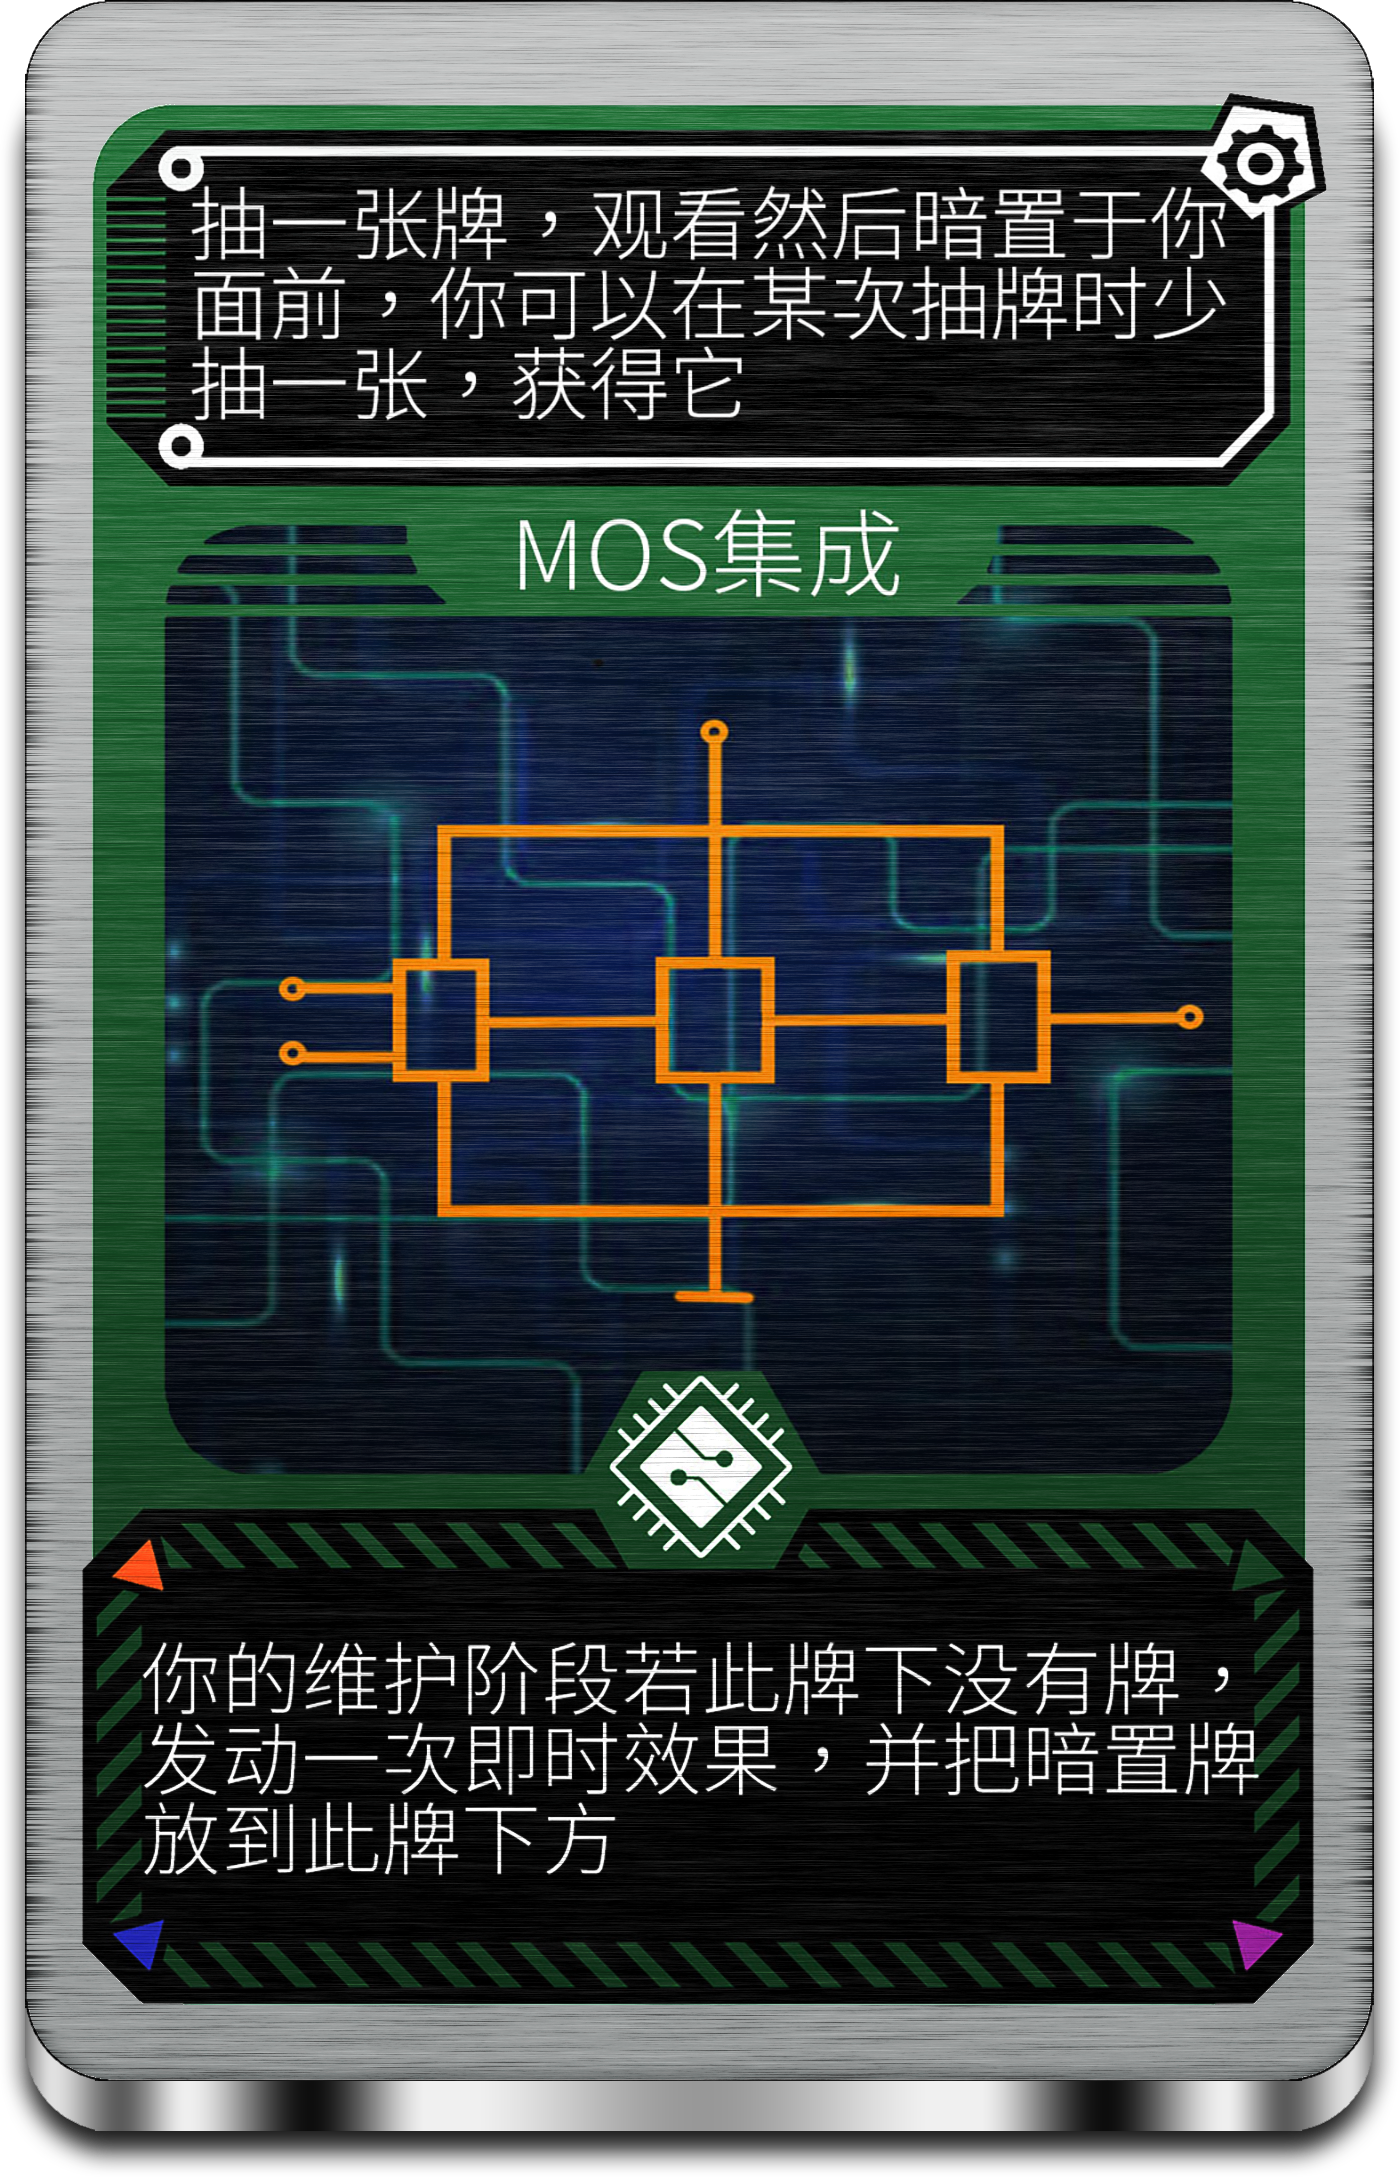 抽一张牌，观看然后暗置于你
面前，你可以在某次抽牌时少
抽一张，获得它
MOS集成
你的维护阶段若此牌下没有牌，
发动一次即时效果，并把暗置牌
放到此牌下方